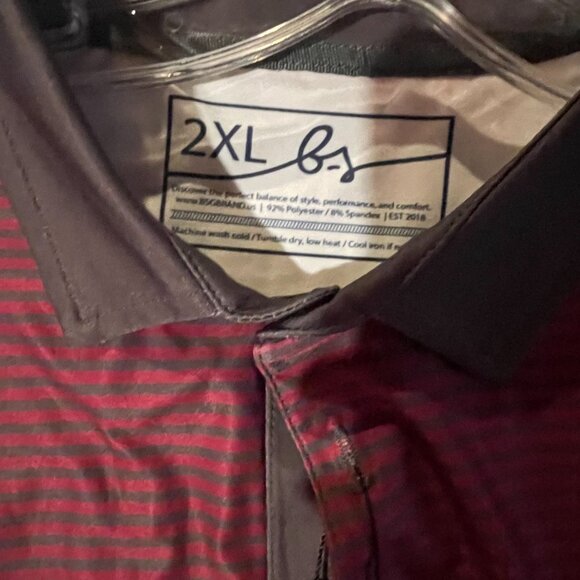 2XL bs
Discover the perfect balance of style, performance, and comfort.
www.BSGBRAND.us | 92% Polyester / 8% Spandex | EST 2018
Machine wash cold / Tumble dry, low heat / Cool iron if